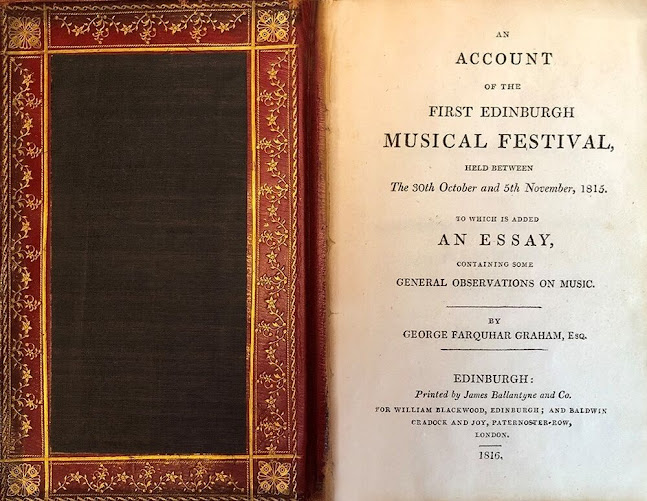 AN
ACCOUNT
OF THE
FIRST EDINBURGH
MUSICAL FESTIVAL,
HELD BETWEEN
The 30th October and 5th November, 1815.
TO WHICH IS ADDED
AN ESSAY,
CONTAINING SOME
GENERAL OBSERVATIONS ON MUSIC.
BY
GEORGE FARQUHAR GRAHAM, ESQ.
EDINBURGH:
Printed by James Ballantyne and Co.
FOR WILLIAM BLACKWOOD, EDINBURGH; AND BALDWIN
CRADOCK AND JOY, PATERNOSTER-ROW,
LONDON.
1816.